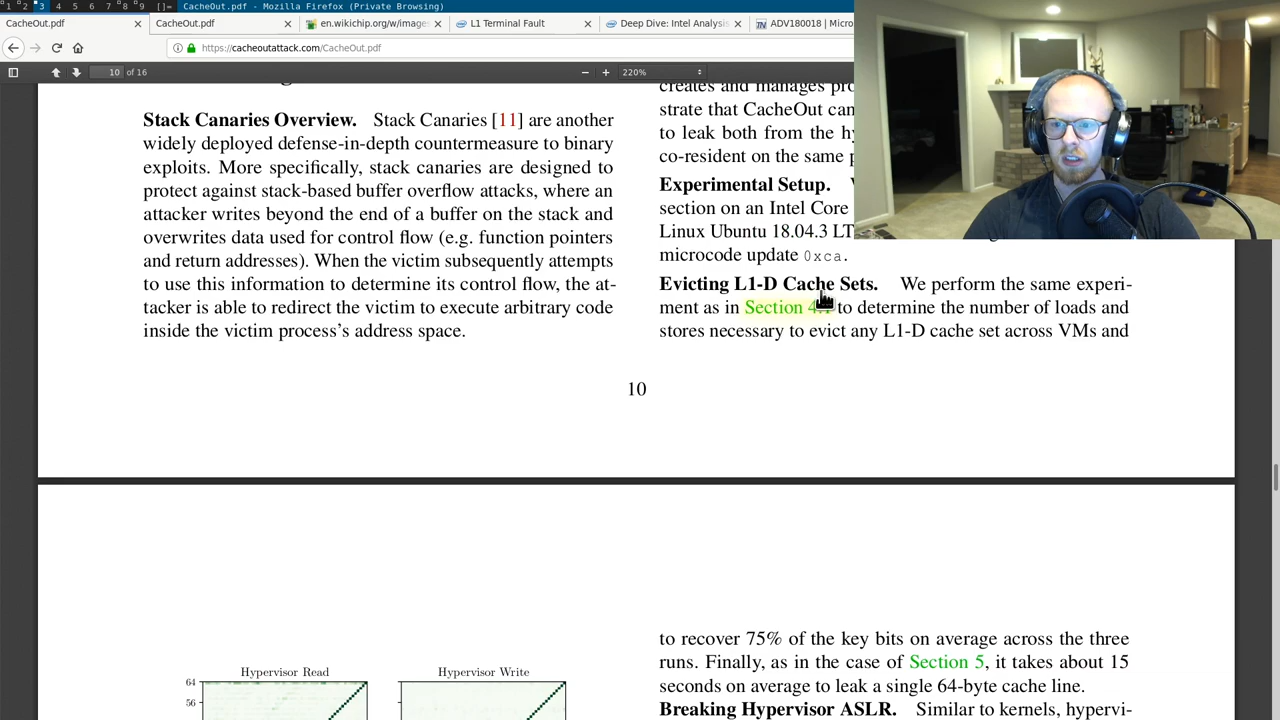 1 2 3 4 5 6 7 8 9 []= CacheOut.pdf - Mozilla Firefox (Private Browsing)
CacheOut.pdf
CacheOut.pdf
en.wikichip.org/w/image
L1 Terminal Fault
Deep Dive: Intel Analysis
ADV180018 | Micro
https://cacheoutattack.com/CacheOut.pdf
10 of 16
220%
Stack Canaries Overview. Stack Canaries [11] are another
widely deployed defense-in-depth countermeasure to binary
exploits. More specifically, stack canaries are designed to
protect against stack-based buffer overflow attacks, where an
attacker writes beyond the end of a buffer on the stack and
overwrites data used for control flow (e.g. function pointers
and return addresses). When the victim subsequently attempts
to use this information to determine its control flow, the at-
tacker is able to redirect the victim to execute arbitrary code
inside the victim process's address space.
creates and manages
strate that CacheOut can
to leak both from the
co-resident on the same
Experimental Setup.
section on an Intel Core
Linux Ubuntu 18.04.3
microcode update 0xca.
Evicting L1-D Cache Sets. We perform the same experi-
ment as in Section to determine the number of loads and
stores necessary to evict any L1-D cache set across VMs and
10
Hypervisor Read
Hypervisor Write
64
56
to recover 75% of the key bits on average across the three
runs. Finally, as in the case of Section 5, it takes about 15
seconds on average to leak a single 64-byte cache line.
Breaking Hypervisor ASLR. Similar to kernels, hypervi-